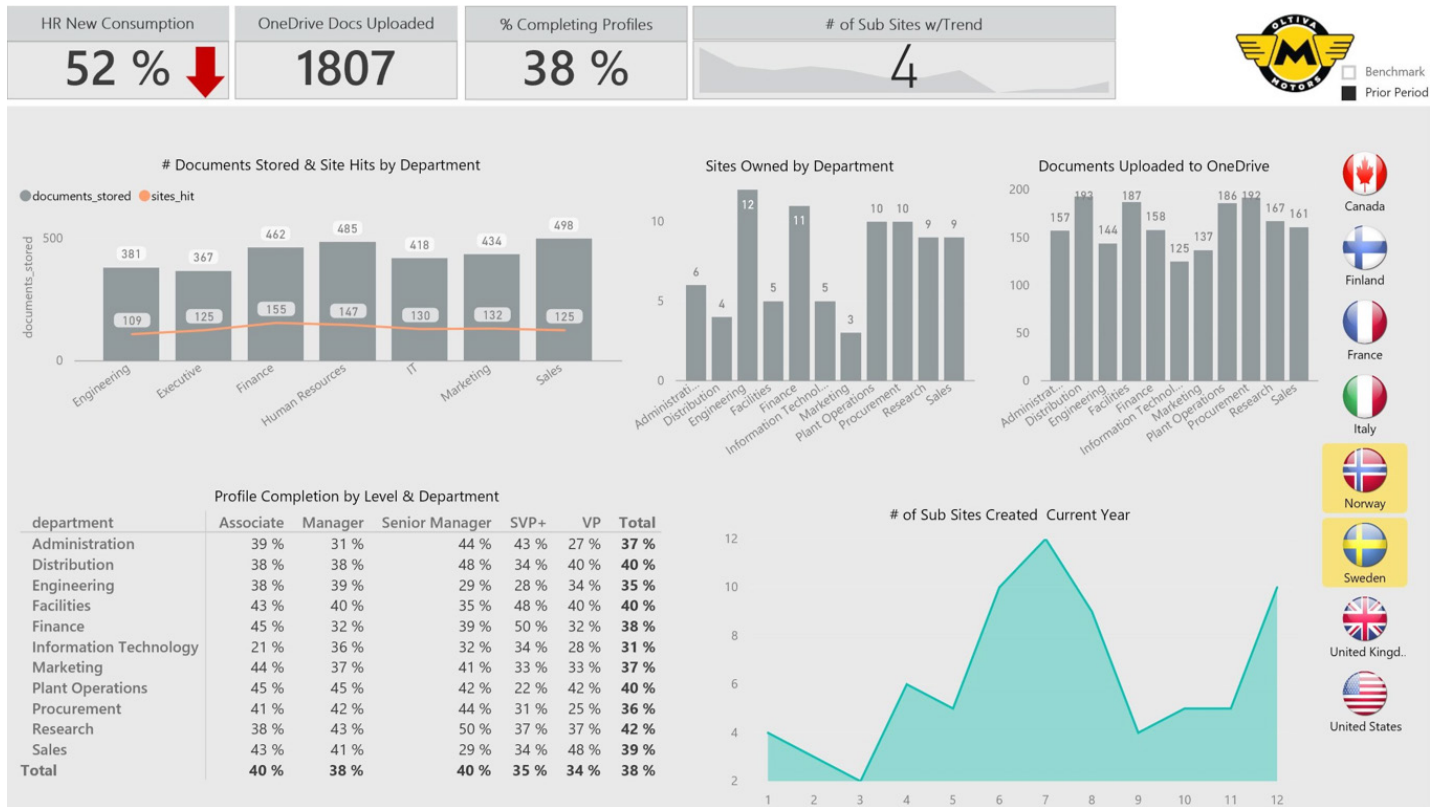 HR New Consumption
52 %
OneDrive Docs Uploaded
1807
% Completing Profiles
38 %
# of Sub Sites w/Trend
4
OLTIVA
M
MOTORS
Benchmark
Prior Period
# Documents Stored & Site Hits by Department
documents_stored sites_hit
documents_stored
500
0
381 367 462 485 418 434 498
109 125 155 147 130 132 125
Engineering Executive Finance Human Resources IT Marketing Sales
Sites Owned by Department
10
5
0
6 4 12 5 11 5 3 10 10 9 9
Administrati... Distribution Engineering Facilities Finance Information Technol... Marketing Plant Operations Procurement Research Sales
Documents Uploaded to OneDrive
200
150
100
50
0
157 193 144 187 158 125 137 186 192 167 161
Administrat... Distribution Engineering Facilities Finance Information Technol... Marketing Plant Operations Procurement Research Sales
Canada
Finland
France
Italy
Norway
Sweden
United Kingd..
United States
Profile Completion by Level & Department
department Associate Manager Senior Manager SVP+ VP Total
Administration 39 % 31 % 44 % 43 % 27 % 37 %
Distribution 38 % 38 % 48 % 34 % 40 % 40 %
Engineering 38 % 39 % 29 % 28 % 34 % 35 %
Facilities 43 % 40 % 35 % 48 % 40 % 40 %
Finance 45 % 32 % 39 % 50 % 32 % 38 %
Information Technology 21 % 36 % 32 % 34 % 28 % 31 %
Marketing 44 % 37 % 41 % 33 % 33 % 37 %
Plant Operations 45 % 45 % 42 % 22 % 42 % 40 %
Procurement 41 % 42 % 44 % 31 % 25 % 36 %
Research 38 % 43 % 50 % 37 % 37 % 42 %
Sales 43 % 41 % 29 % 34 % 48 % 39 %
Total 40 % 38 % 40 % 35 % 34 % 38 %
# of Sub Sites Created Current Year
12
10
8
6
4
2
1 2 3 4 5 6 7 8 9 10 11 12